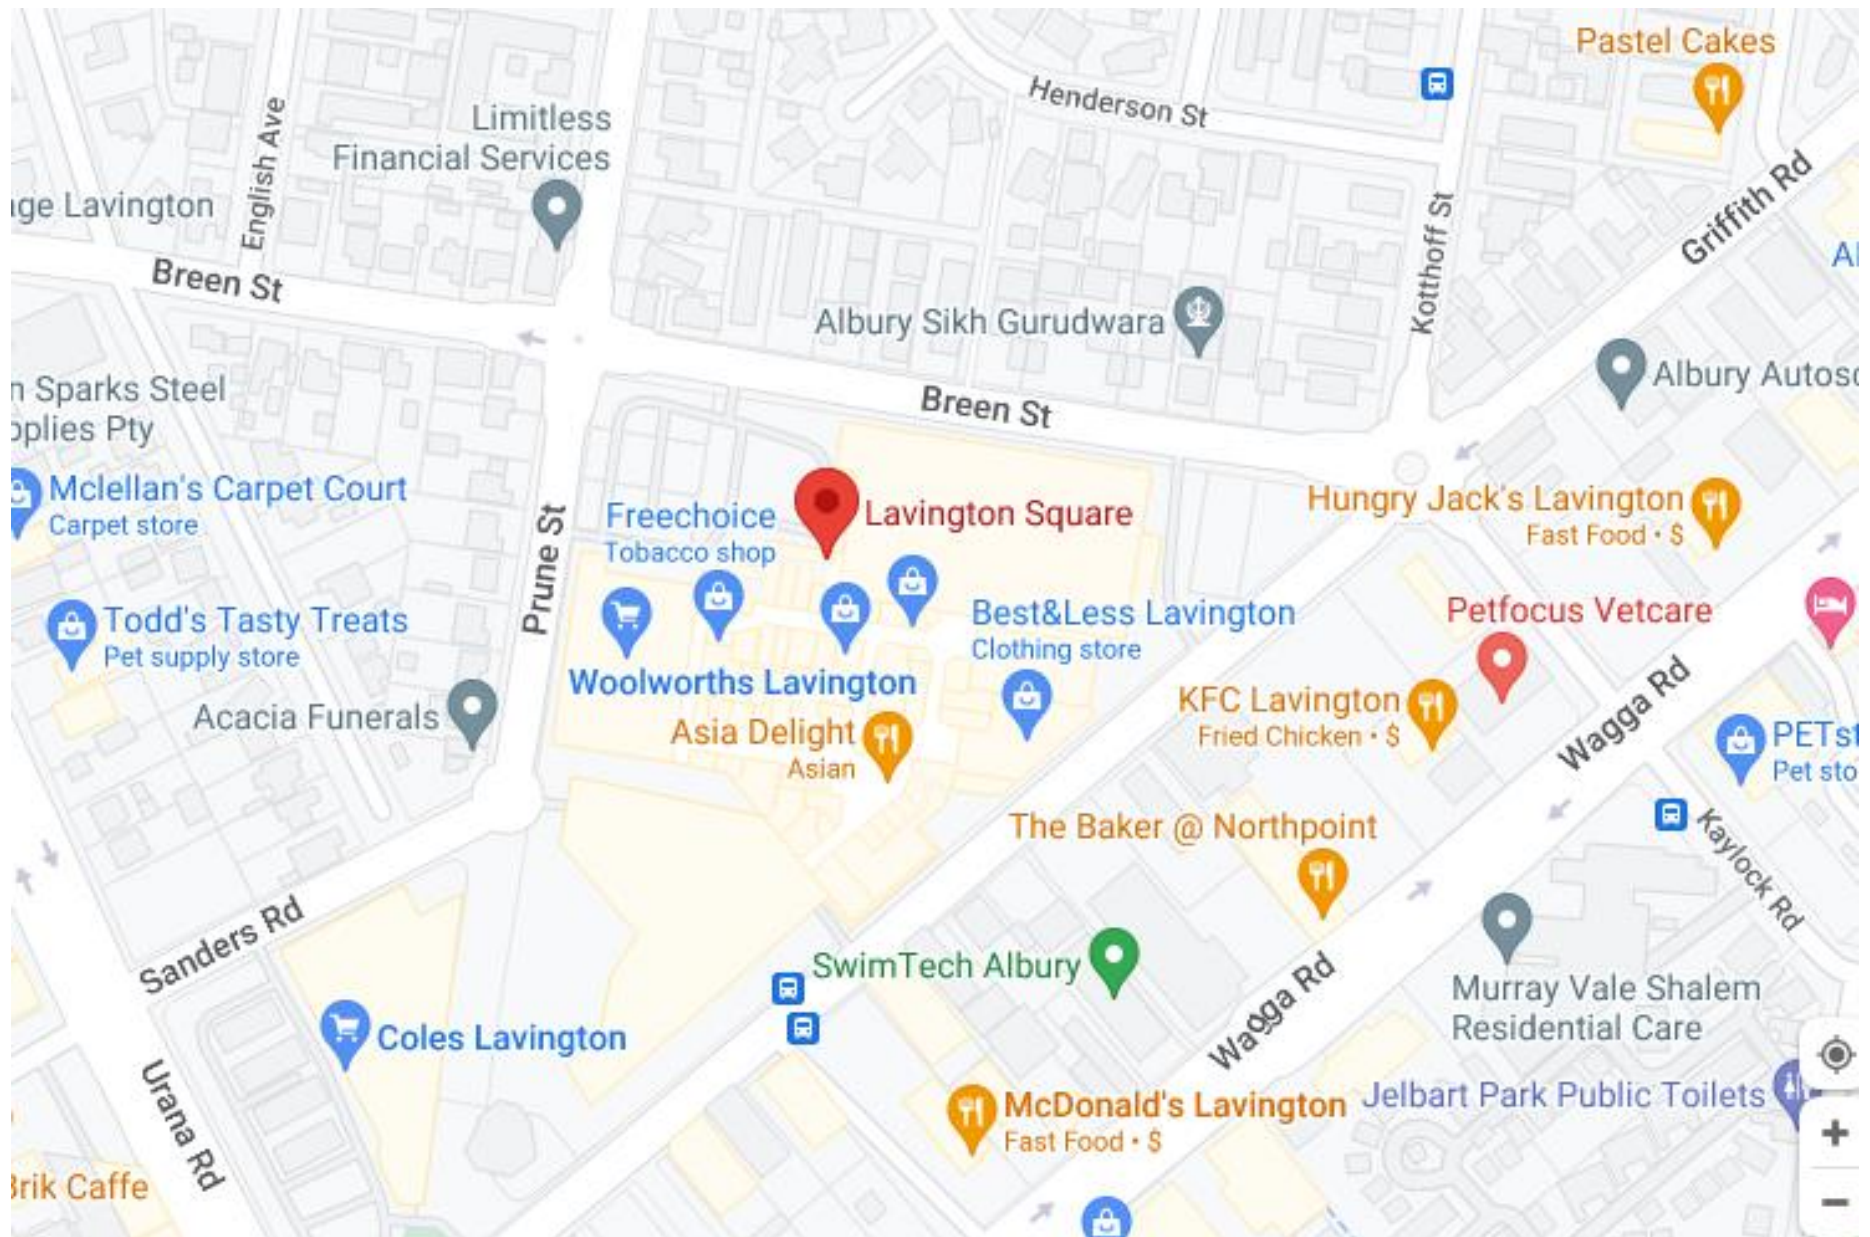 Pastel Cakes
Henderson St
Limitless
Financial Services
English Ave
age Lavington
Griffith Rd
Kotthoff St
Breen St
Albury Sikh Gurudwara
Albury Autosc
n Sparks Steel
pplies Pty
Breen St
Mclellan's Carpet Court
Carpet store
Freechoice
Tobacco shop
Lavington Square
Hungry Jack's Lavington
Fast Food • $
Prune St
Todd's Tasty Treats
Pet supply store
Best&Less Lavington
Clothing store
Petfocus Vetcare
Woolworths Lavington
KFC Lavington
Fried Chicken • $
Wagga Rd
Acacia Funerals
Asia Delight
Asian
PETst
Pet sto
The Baker @ Northpoint
Kaylock Rd
Sanders Rd
SwimTech Albury
Wagga Rd
Murray Vale Shalem
Residential Care
Coles Lavington
Urana Rd
McDonald's Lavington
Fast Food • $
Jelbart Park Public Toilets
Brik Caffe